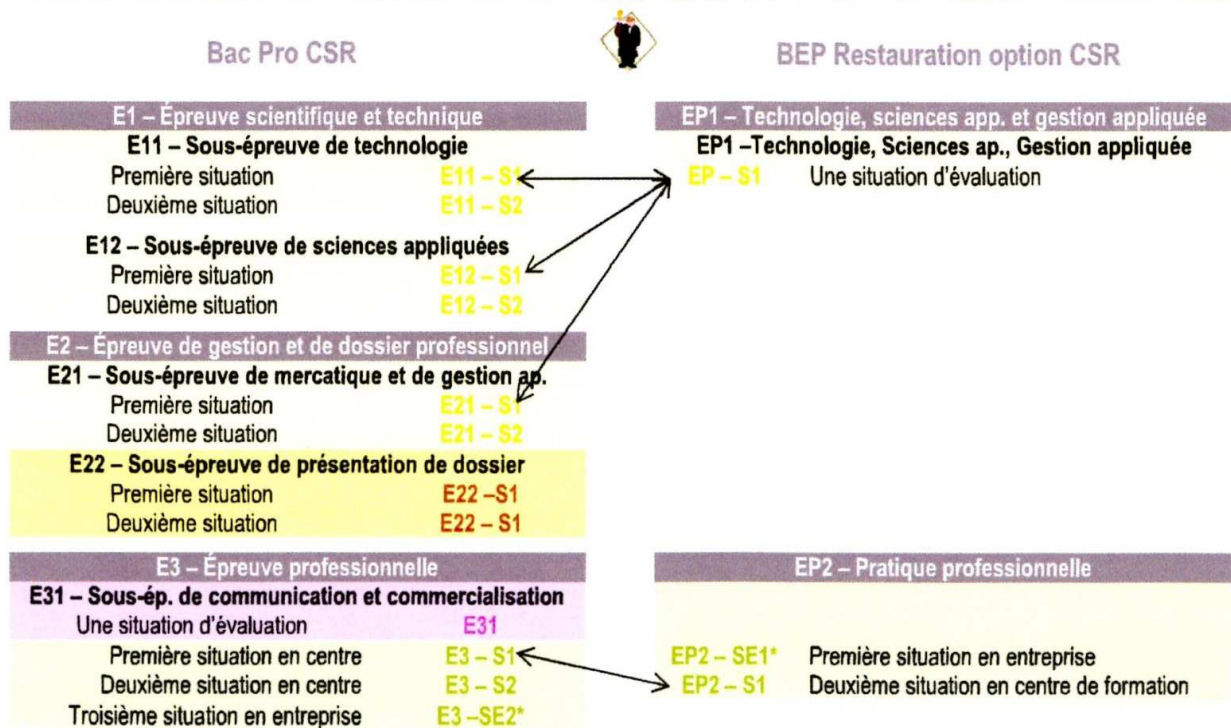 Bac Pro CSR
BEP Restauration option CSR
E1 – Épreuve scientifique et technique
E11 – Sous-épreuve de technologie
Première situation E11 – S1
Deuxième situation E11 – S2
E12 – Sous-épreuve de sciences appliquées
Première situation E12 – S1
Deuxième situation E12 – S2
E2 – Épreuve de gestion et de dossier professionnel
E21 – Sous-épreuve de mercatique et de gestion ap.
Première situation E21 – S1
Deuxième situation E21 – S2
E22 – Sous-épreuve de présentation de dossier
Première situation E22 –S1
Deuxième situation E22 – S1
E3 – Épreuve professionnelle
E31 – Sous-ép. de communication et commercialisation
Une situation d'évaluation E31
Première situation en centre E3 – S1
Deuxième situation en centre E3 – S2
Troisième situation en entreprise E3 –SE2*
EP1 – Technologie, sciences app. et gestion appliquée
EP1 –Technologie, Sciences ap., Gestion appliquée
EP – S1 Une situation d'évaluation
EP2 – Pratique professionnelle
EP2 – SE1* Première situation en entreprise
EP2 – S1 Deuxième situation en centre de formation